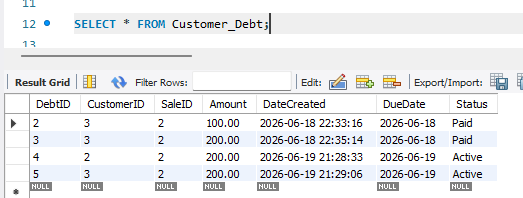 11
12 SELECT * FROM Customer_Debt;
13
Result Grid Filter Rows: Edit: Export/Import:
DebtID CustomerID SaleID Amount DateCreated DueDate Status
2 3 2 100.00 2026-06-18 22:33:16 2026-06-18 Paid
3 3 2 200.00 2026-06-18 22:35:14 2026-06-18 Paid
4 2 2 200.00 2026-06-19 21:28:33 2026-06-19 Active
5 3 2 200.00 2026-06-19 21:29:06 2026-06-19 Active
NULL NULL NULL NULL NULL NULL NULL